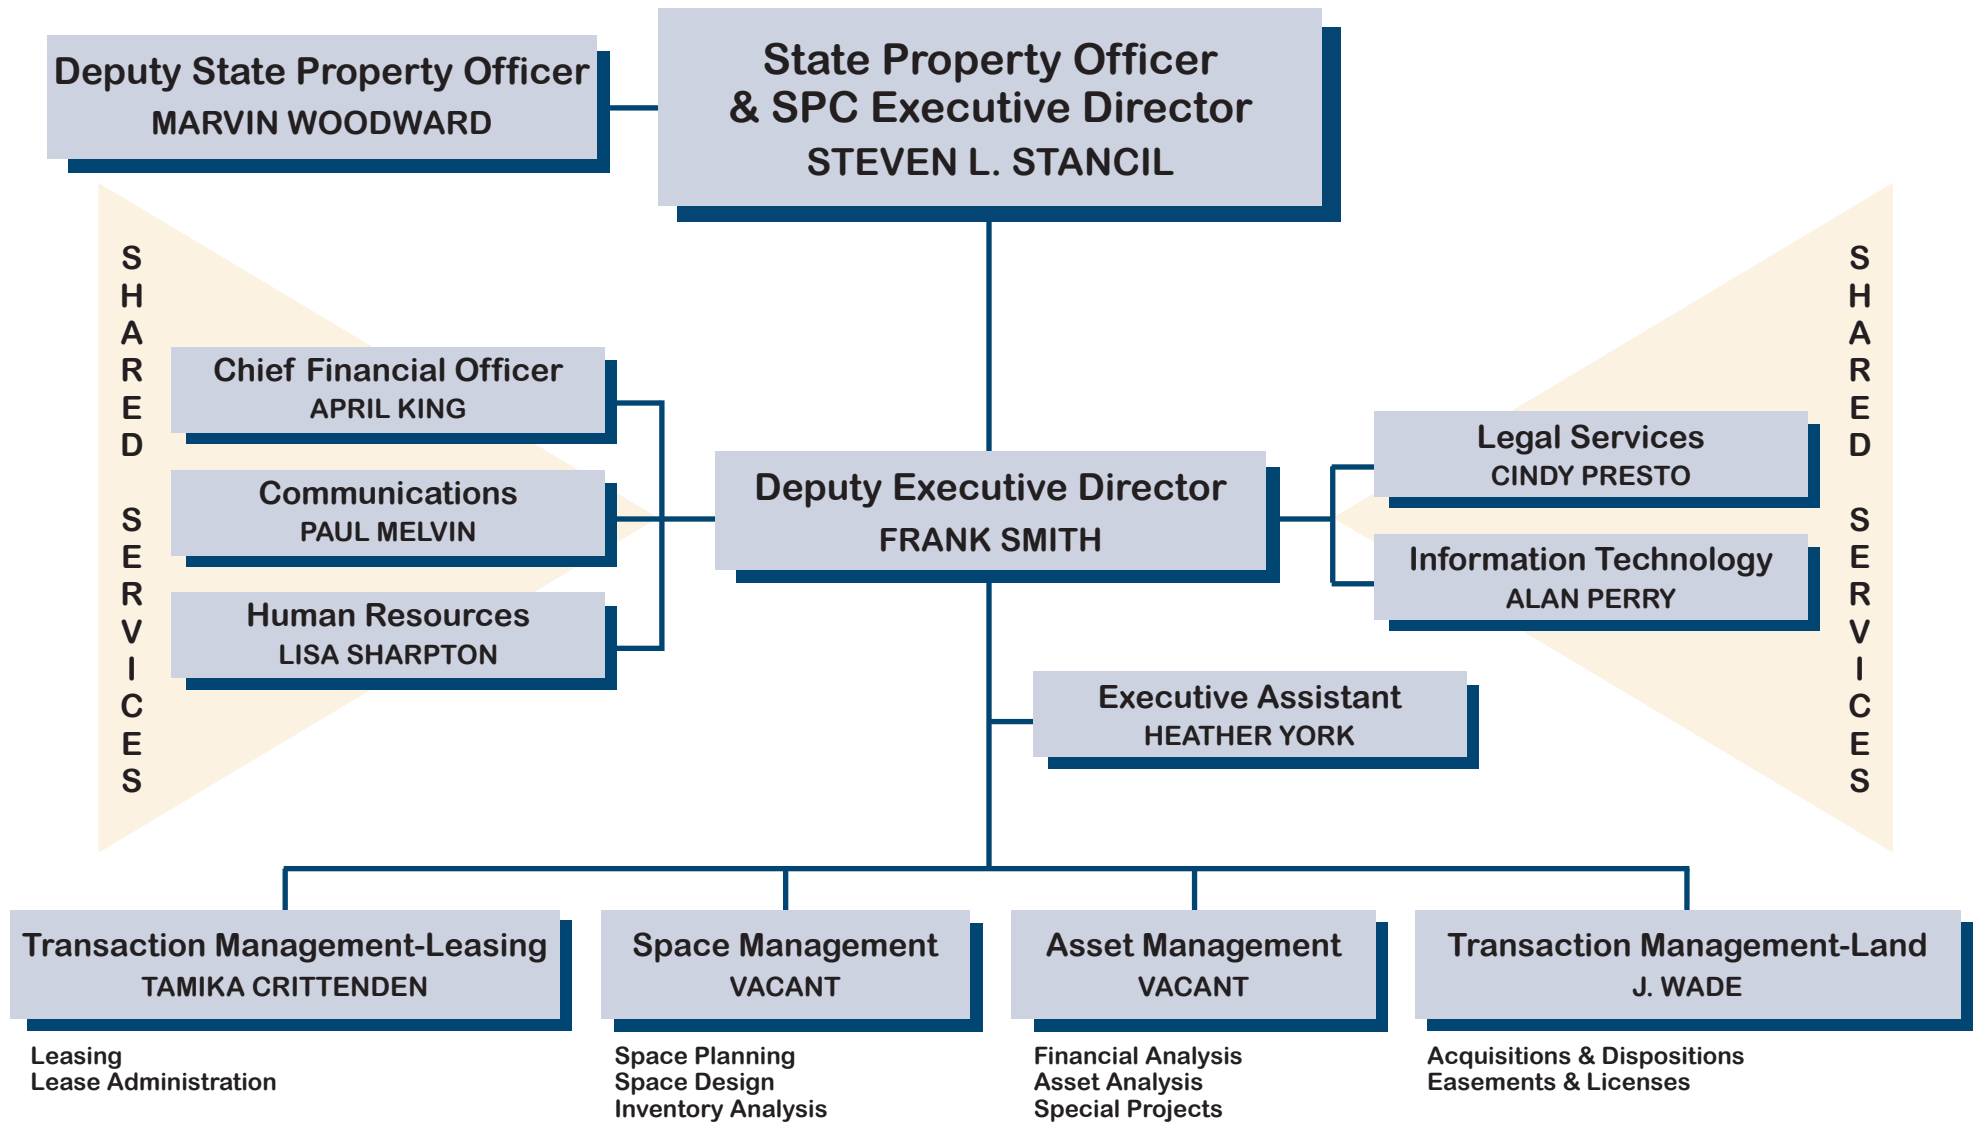 Deputy State Property Officer
MARVIN WOODWARD
State Property Officer
& SPC Executive Director
STEVEN L. STANCIL
SHARED SERVICES
Chief Financial Officer
APRIL KING
Communications
PAUL MELVIN
Human Resources
LISA SHARPTON
Deputy Executive Director
FRANK SMITH
Legal Services
CINDY PRESTO
Information Technology
ALAN PERRY
SHARED SERVICES
Executive Assistant
HEATHER YORK
Transaction Management-Leasing
TAMIKA CRITTENDEN
Leasing
Lease Administration
Space Management
VACANT
Space Planning
Space Design
Inventory Analysis
Asset Management
VACANT
Financial Analysis
Asset Analysis
Special Projects
Transaction Management-Land
J. WADE
Acquisitions & Dispositions
Easements & Licenses